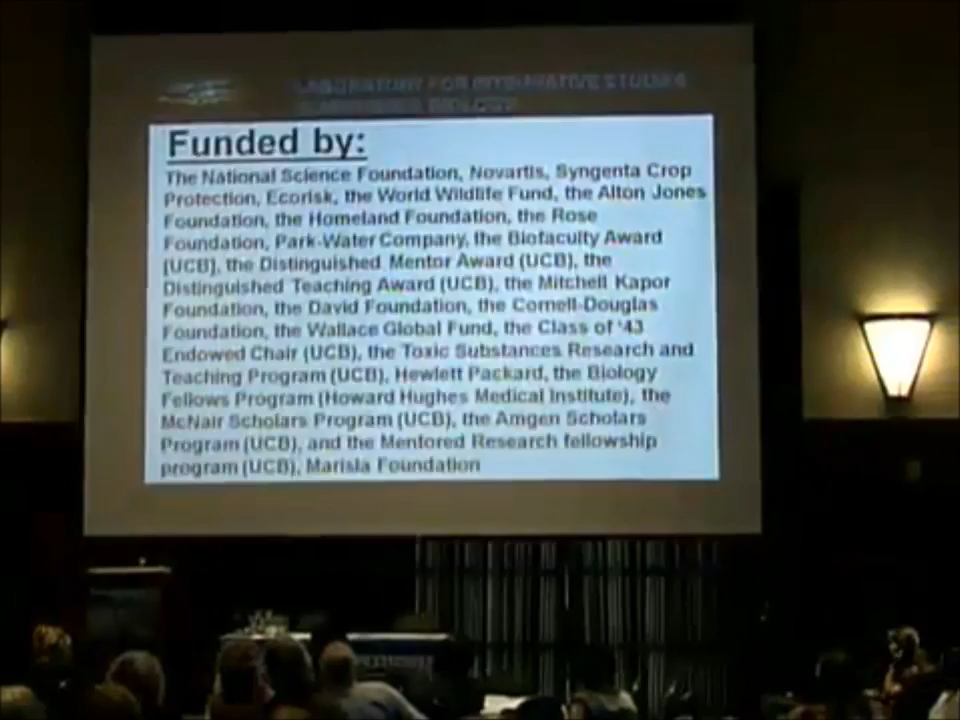 LABORATORY FOR INTEGRATIVE STUDIES
BIOLOGY
Funded by:
The National Science Foundation, Novartis, Syngenta Crop
Protection, Ecorisk, the World Wildlife Fund, the Alton Jones
Foundation, the Homeland Foundation, the Rose
Foundation, Park-Water Company, the Biofaculty Award
(UCB), the Distinguished Mentor Award (UCB), the
Distinguished Teaching Award (UCB), the Mitchell Kapor
Foundation, the David Foundation, the Cornell-Douglas
Foundation, the Wallace Global Fund, the Class of '43
Endowed Chair (UCB), the Toxic Substances Research and
Teaching Program (UCB), Hewlett Packard, the Biology
Fellows Program (Howard Hughes Medical Institute), the
McNair Scholars Program (UCB), the Amgen Scholars
Program (UCB), and the Mentored Research fellowship
program (UCB), Marisla Foundation